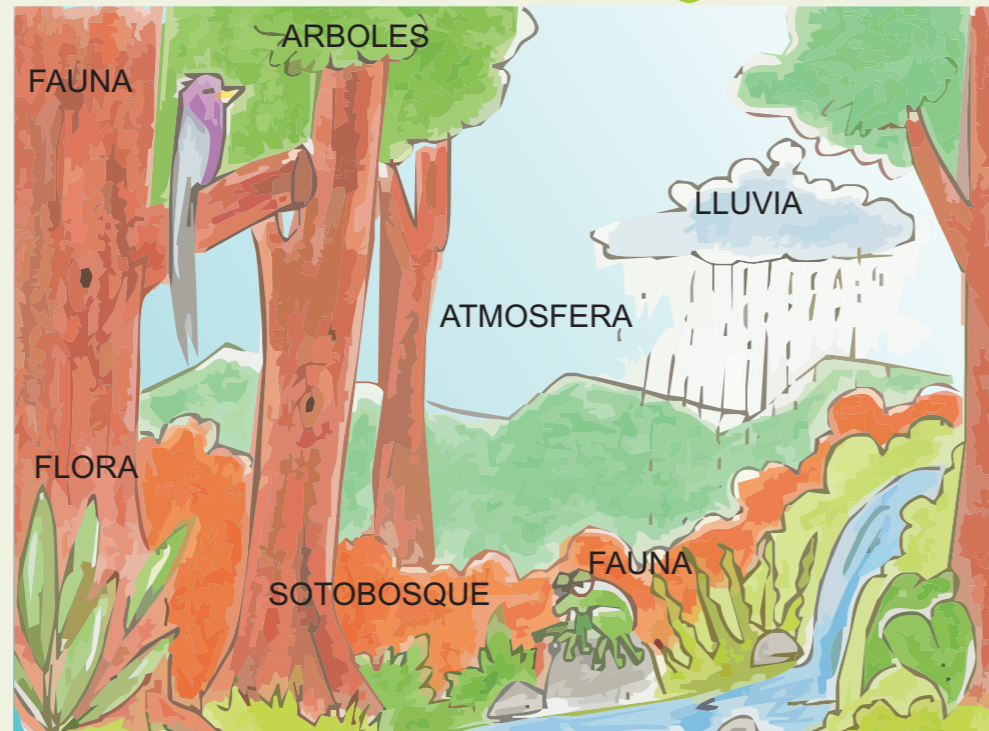 ARBOLES
FAUNA
LLUVIA
ATMOSFERA
FLORA
FAUNA
SOTOBOSQUE